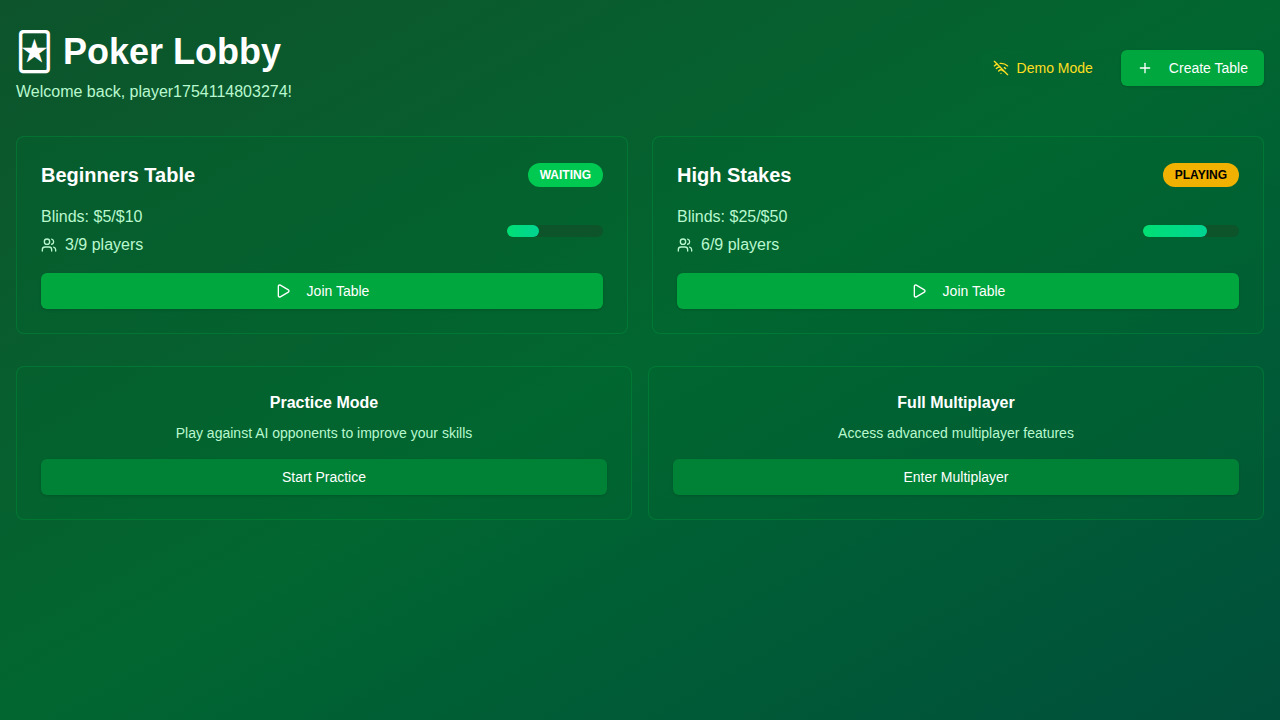 🃏 Poker Lobby
Welcome back, player1754114803274!
Demo Mode
Create Table
Beginners Table
WAITING
Blinds: $5/$10
3/9 players
Join Table
High Stakes
PLAYING
Blinds: $25/$50
6/9 players
Join Table
Practice Mode
Play against AI opponents to improve your skills
Start Practice
Full Multiplayer
Access advanced multiplayer features
Enter Multiplayer